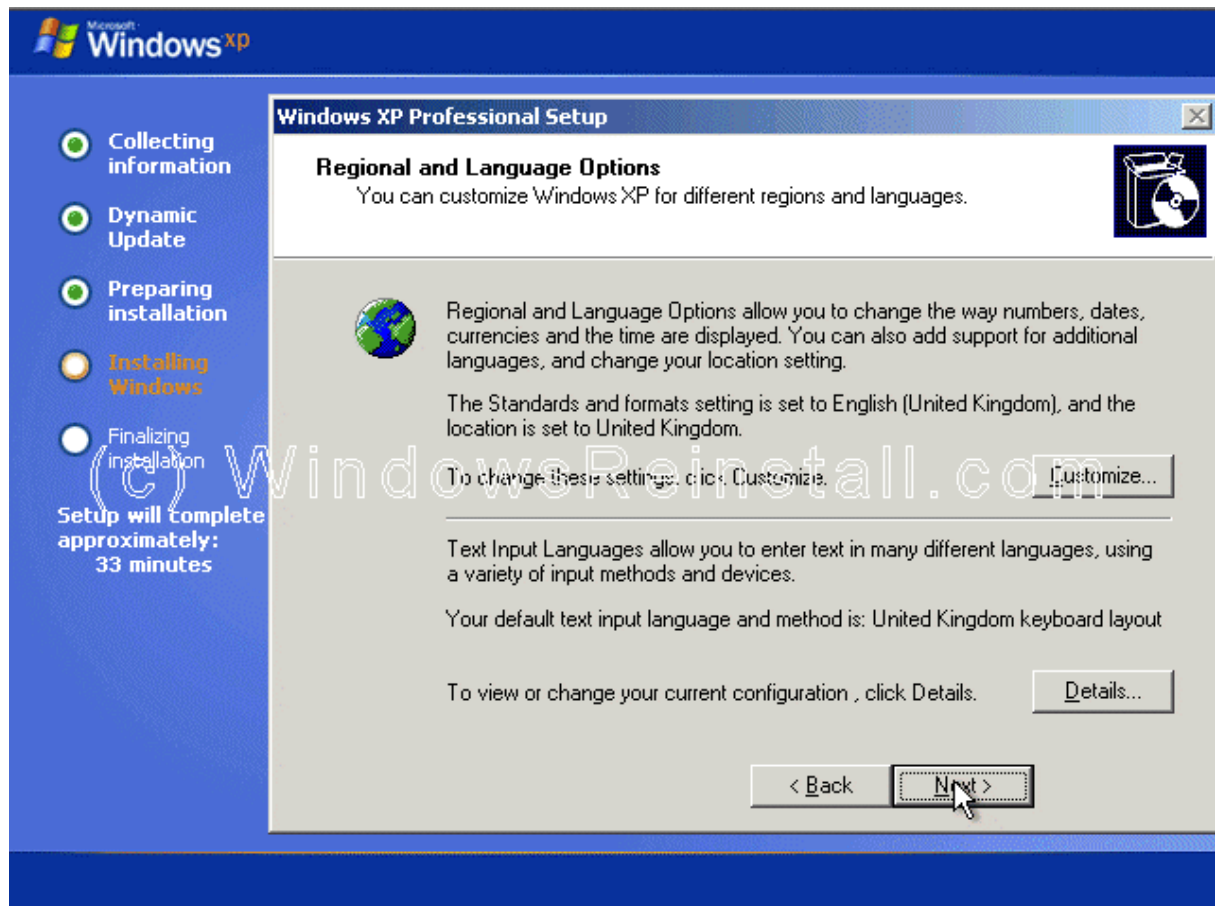 Microsoft
Windows xp
Collecting
information
Dynamic
Update
Preparing
installation
Installing
Windows
Finalizing
installation
Setup will complete
approximately:
33 minutes
Windows XP Professional Setup
Regional and Language Options
You can customize Windows XP for different regions and languages.
Regional and Language Options allow you to change the way numbers, dates,
currencies and the time are displayed. You can also add support for additional
languages, and change your location setting.
The Standards and formats setting is set to English (United Kingdom), and the
location is set to United Kingdom.
To change these settings, click Customize.
Customize...
(c) WindowsReinstall.com
Text Input Languages allow you to enter text in many different languages, using
a variety of input methods and devices.
Your default text input language and method is: United Kingdom keyboard layout
To view or change your current configuration , click Details.
Details...
< Back
Next >